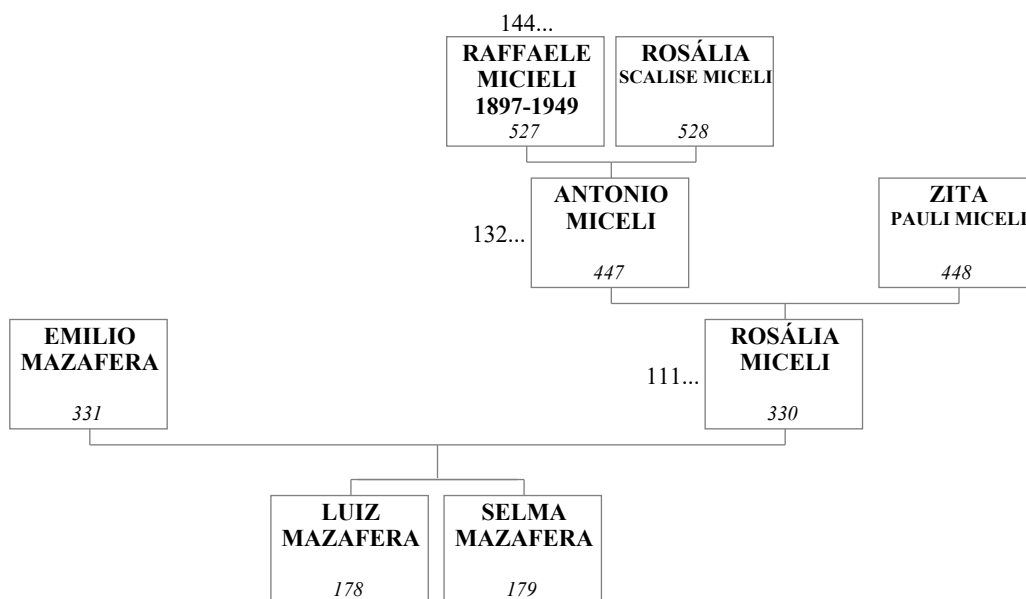 144...
RAFFAELE
MICIELI
1897-1949
527
ROSÁLIA
SCALISE MICELI
528
132...
ANTONIO
MICELI
447
ZITA
PAULI MICELI
448
EMILIO
MAZAFERA
331
111...
ROSÁLIA
MICELI
330
LUIZ
MAZAFERA
178
SELMA
MAZAFERA
179